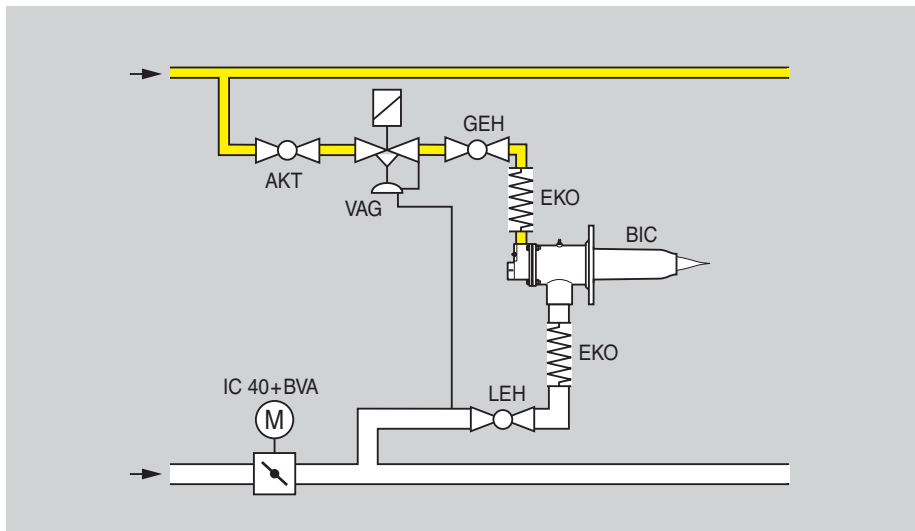 GEH
AKT
VAG
EKO
BIC
EKO
IC 40+BVA
LEH
M